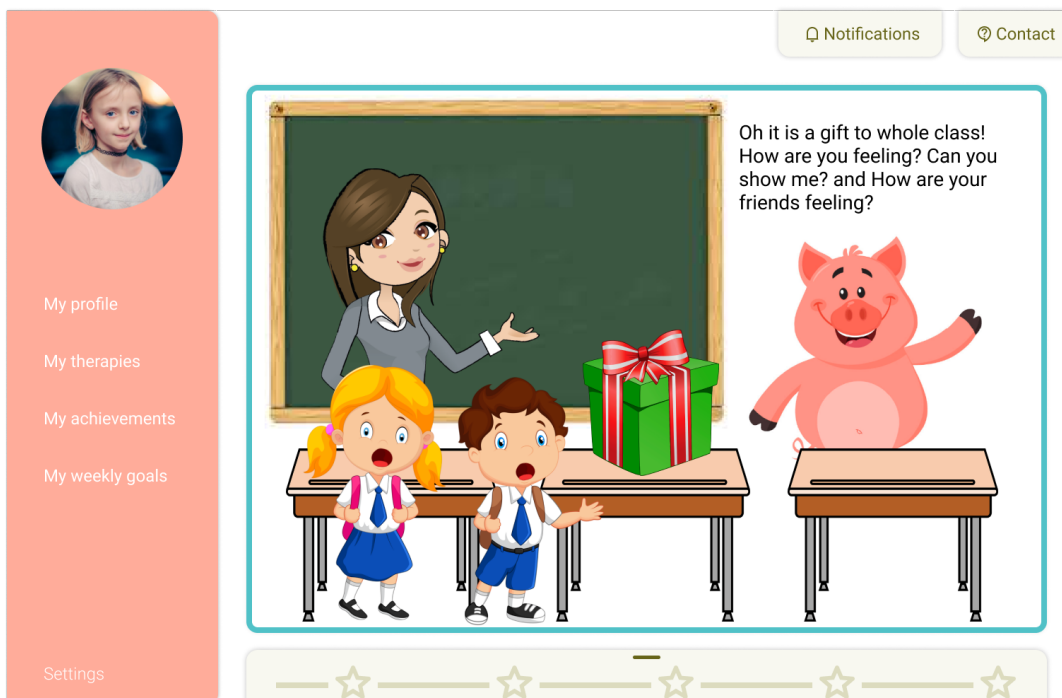 Notifications
Contact
Oh it is a gift to whole class!
How are you feeling? Can you
show me? and How are your
friends feeling?
My profile
My therapies
My achievements
My weekly goals
Settings